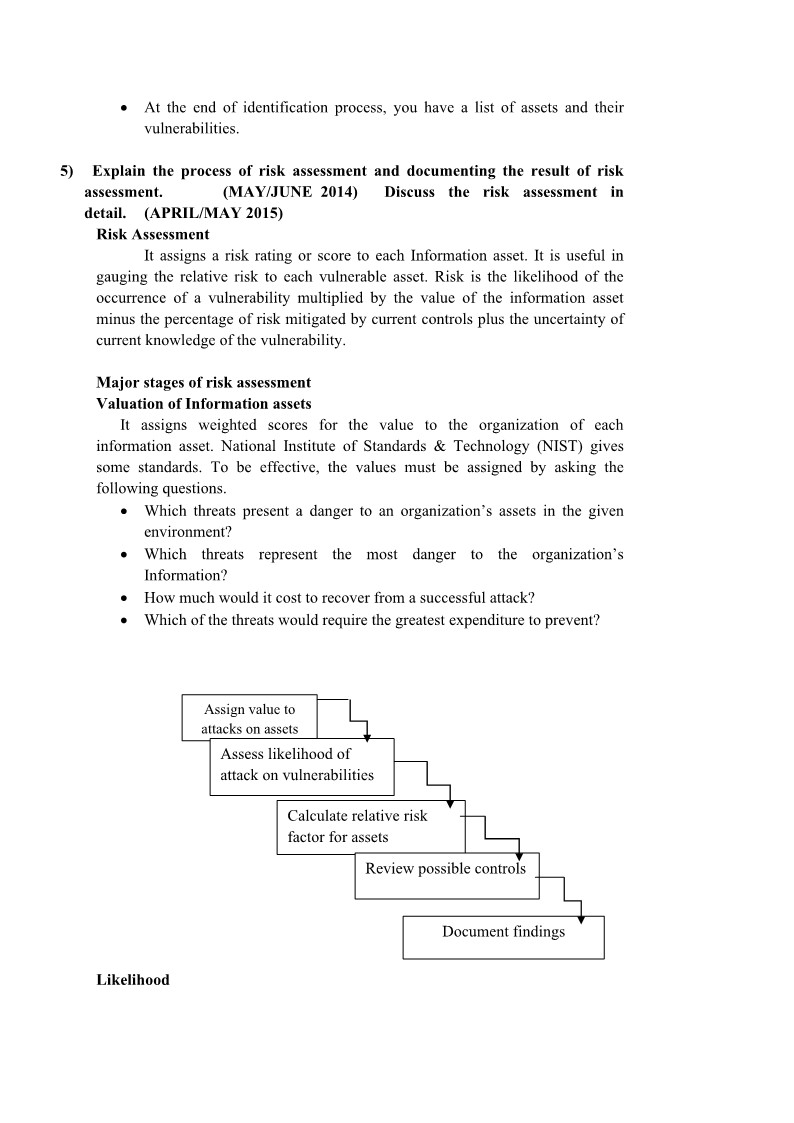 • At the end of identification process, you have a list of assets and their
vulnerabilities.
5) Explain the process of risk assessment and documenting the result of risk
assessment. (MAY/JUNE 2014) Discuss the risk assessment in
detail. (APRIL/MAY 2015)
Risk Assessment
It assigns a risk rating or score to each Information asset. It is useful in
gauging the relative risk to each vulnerable asset. Risk is the likelihood of the
occurrence of a vulnerability multiplied by the value of the information asset
minus the percentage of risk mitigated by current controls plus the uncertainty of
current knowledge of the vulnerability.
Major stages of risk assessment
Valuation of Information assets
It assigns weighted scores for the value to the organization of each
information asset. National Institute of Standards & Technology (NIST) gives
some standards. To be effective, the values must be assigned by asking the
following questions.
• Which threats present a danger to an organization’s assets in the given
environment?
• Which threats represent the most danger to the organization’s
Information?
• How much would it cost to recover from a successful attack?
• Which of the threats would require the greatest expenditure to prevent?
Assign value to
attacks on assets
Assess likelihood of
attack on vulnerabilities
Calculate relative risk
factor for assets
Review possible controls
Document findings
Likelihood